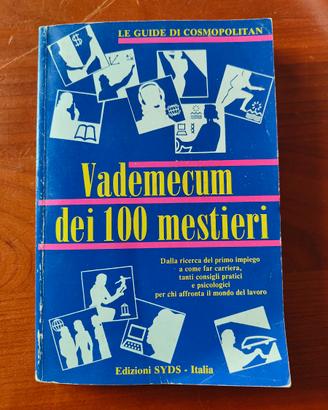 LE GUIDE DI COSMOPOLITAN
Vademecum
dei 100 mestieri
Dalla ricerca del primo impiego
a come far carriera,
tanti consigli pratici
e psicologici
per chi affronta il mondo del lavoro
Edizioni SYDS - Italia